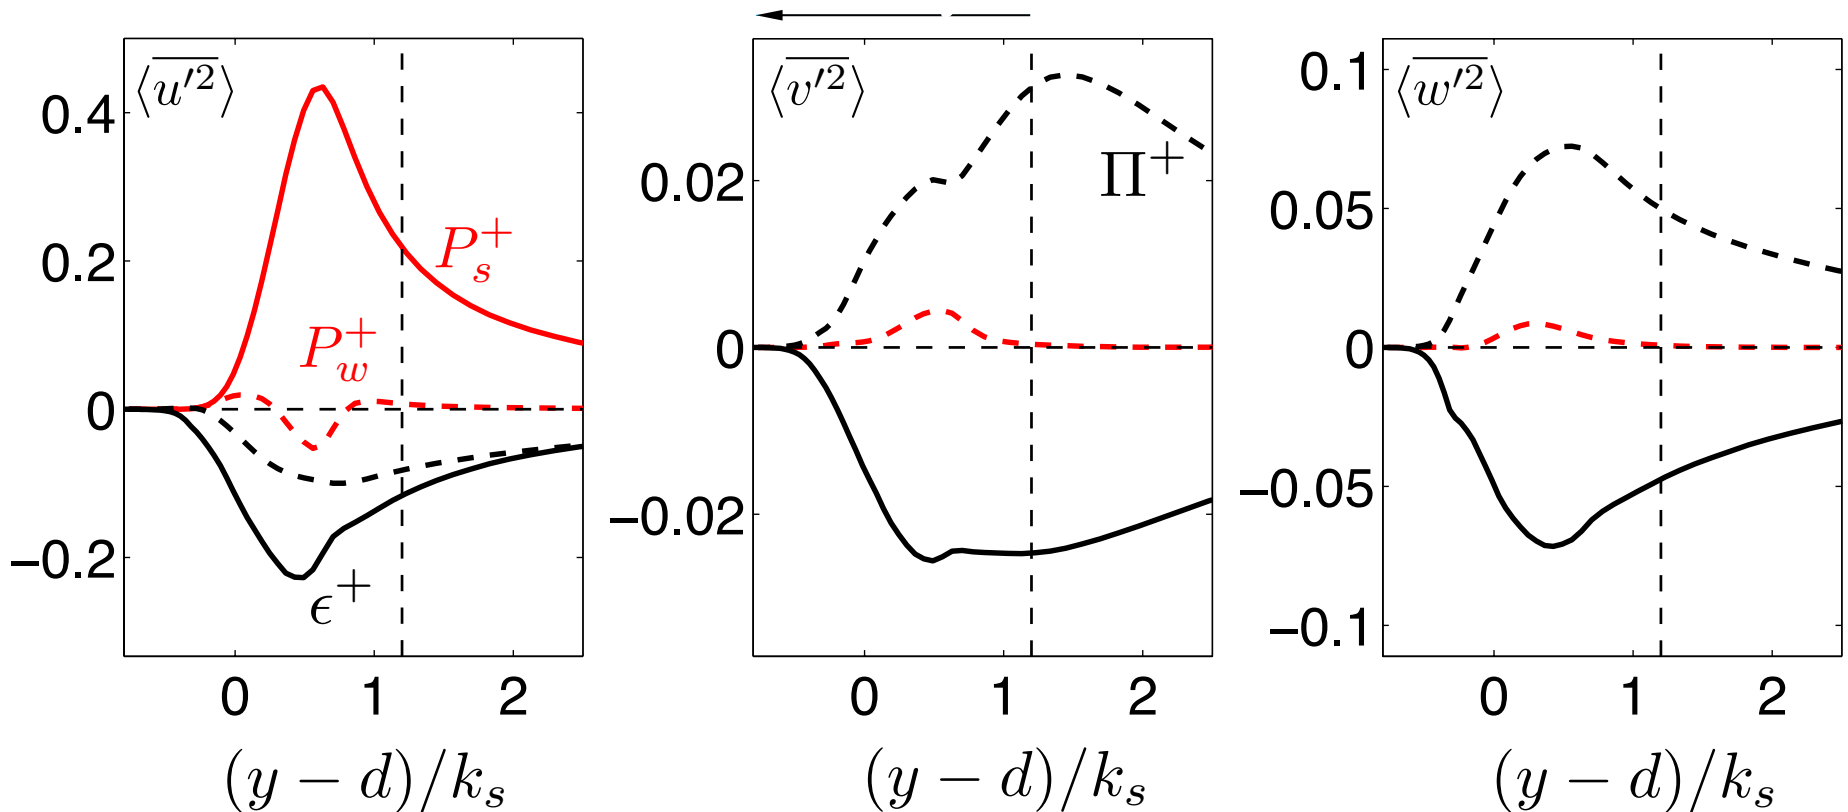 ⟨u′²⟩
0.4
0.2
0
−0.2
P_s^+
P_w^+
ϵ^+
0 1 2
(y − d)/k_s
⟨v′²⟩
0.02
0
−0.02
Π^+
0 1 2
(y − d)/k_s
⟨w′²⟩
0.1
0.05
0
−0.05
−0.1
0 1 2
(y − d)/k_s